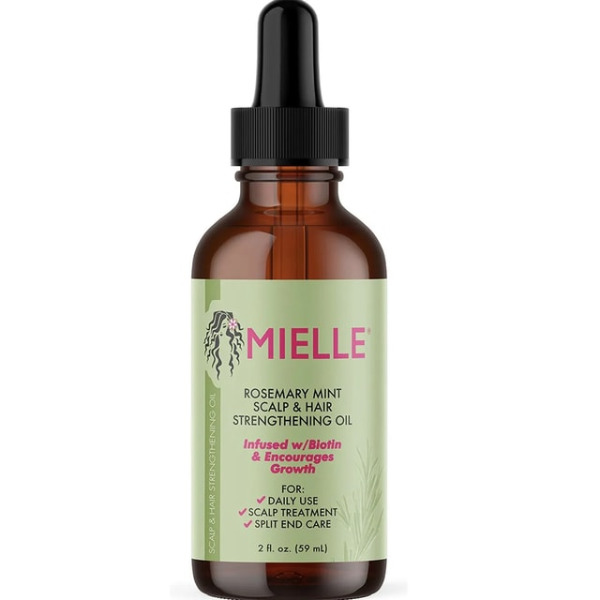 MIELLE®
ROSEMARY MINT
SCALP & HAIR
STRENGTHENING OIL
Infused w/Biotin
& Encourages
Growth
FOR:
✓DAILY USE
✓SCALP TREATMENT
✓SPLIT END CARE
2 fl. oz. (59 mL)
SCALP & HAIR STRENGTHENING OIL